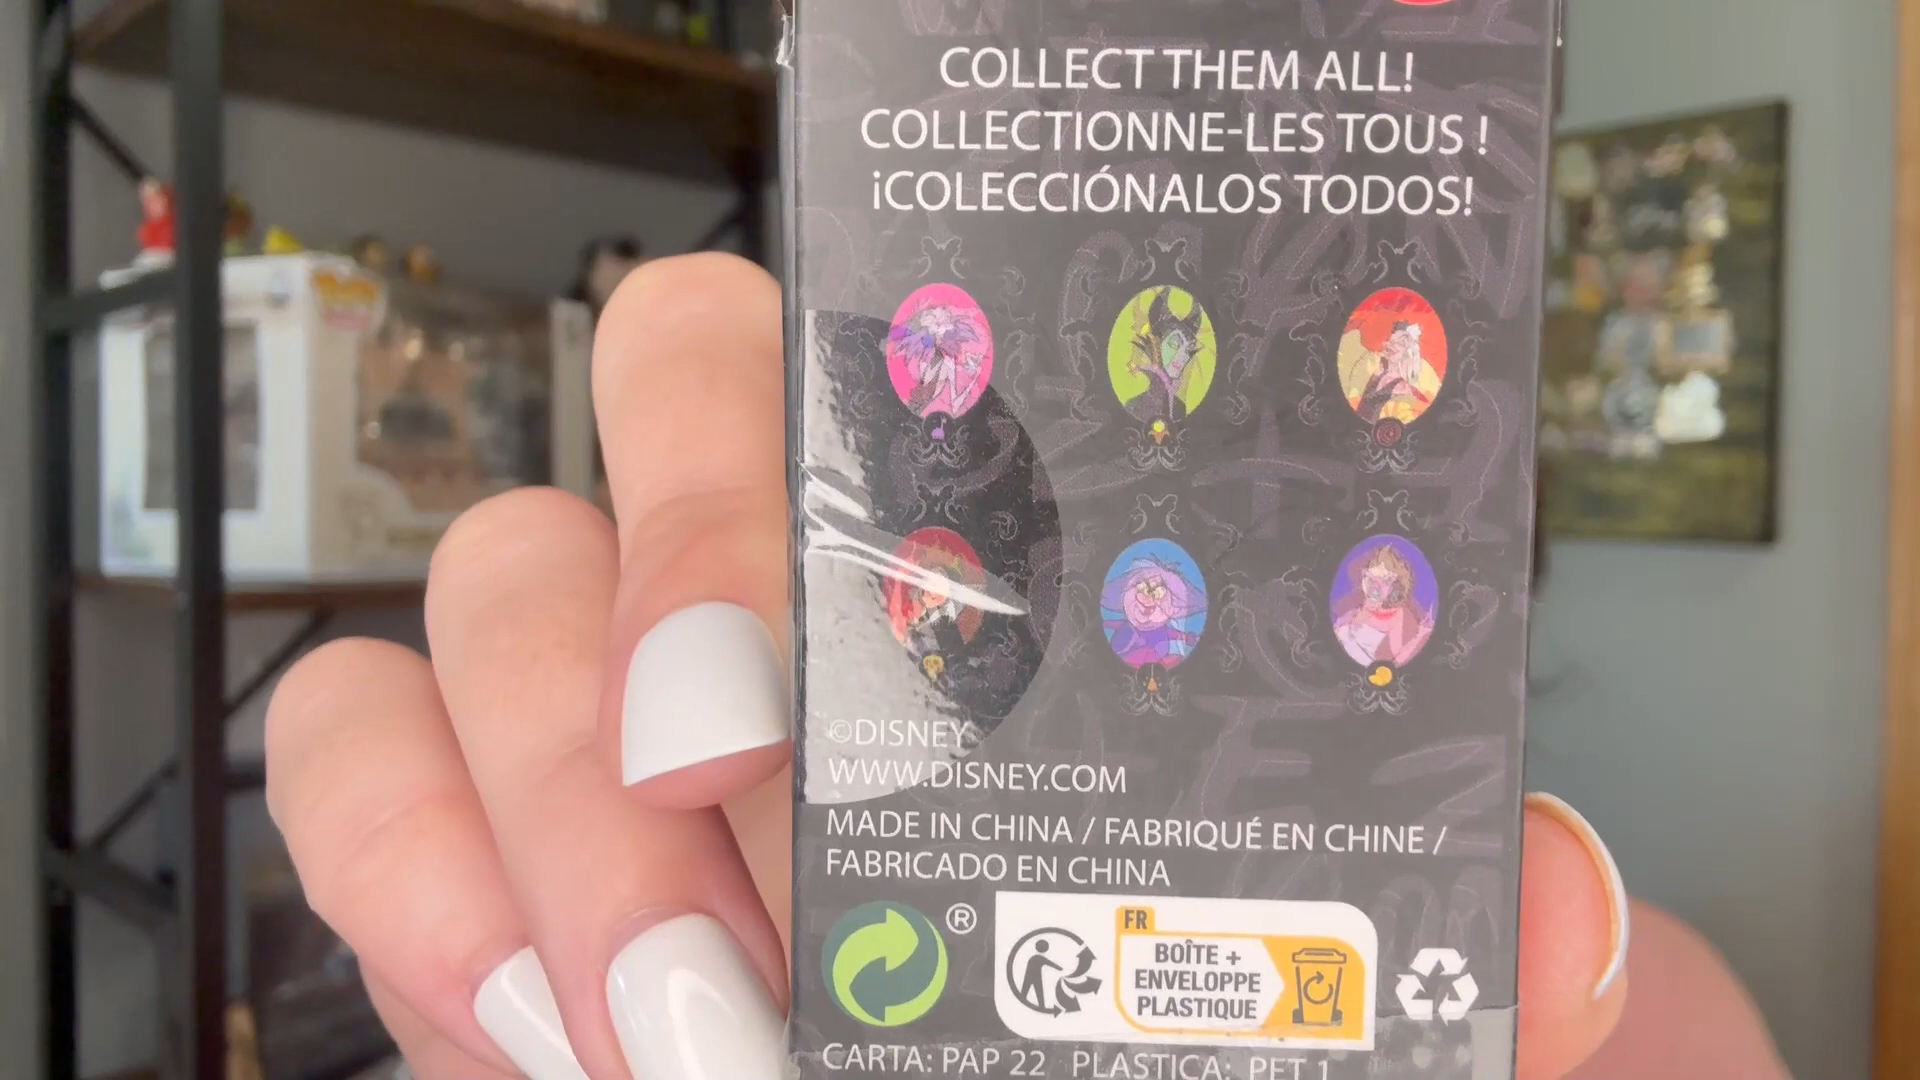 COLLECT THEM ALL!
COLLECTIONNE-LES TOUS !
¡COLECCIÓNALOS TODOS!
©DISNEY
WWW.DISNEY.COM
MADE IN CHINA / FABRIQUÉ EN CHINE /
FABRICADO EN CHINA
®
FR
BOÎTE +
ENVELOPPE
PLASTIQUE
CARTA: PAP 22 PLASTICA: PET 1